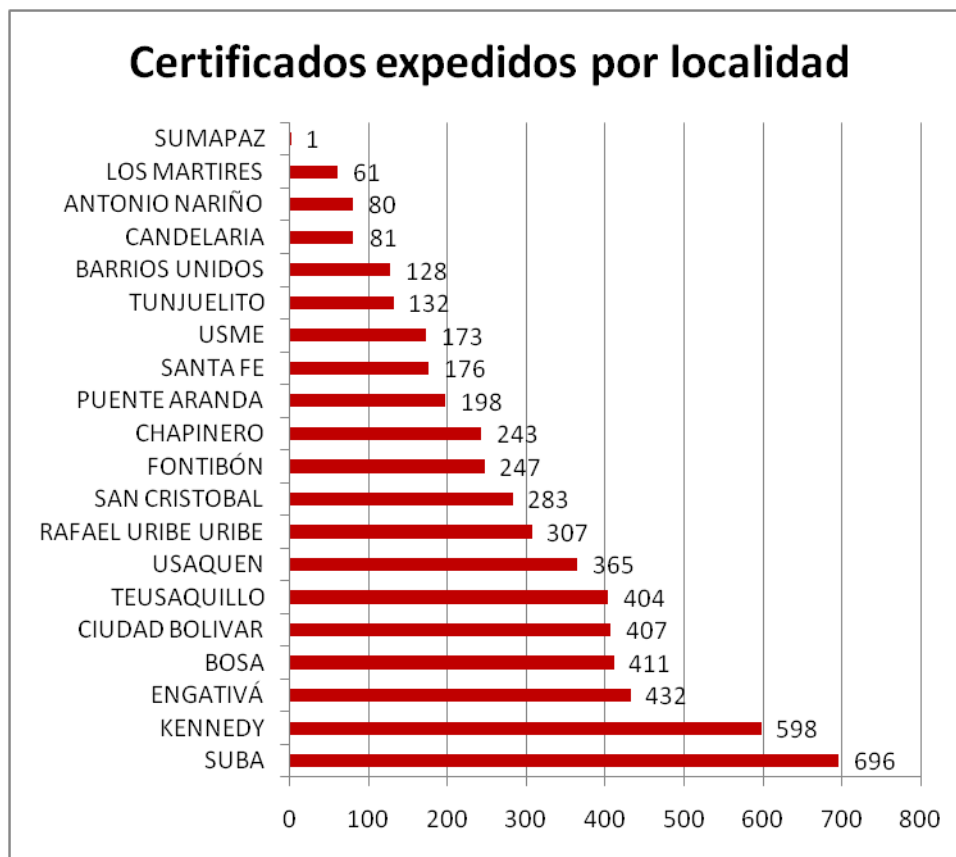 Certificados expedidos por localidad
SUMAPAZ 1
LOS MARTIRES 61
ANTONIO NARIÑO 80
CANDELARIA 81
BARRIOS UNIDOS 128
TUNJUELITO 132
USME 173
SANTA FE 176
PUENTE ARANDA 198
CHAPINERO 243
FONTIBÓN 247
SAN CRISTOBAL 283
RAFAEL URIBE URIBE 307
USAQUEN 365
TEUSAQUILLO 404
CIUDAD BOLIVAR 407
BOSA 411
ENGATIVÁ 432
KENNEDY 598
SUBA 696
0 100 200 300 400 500 600 700 800